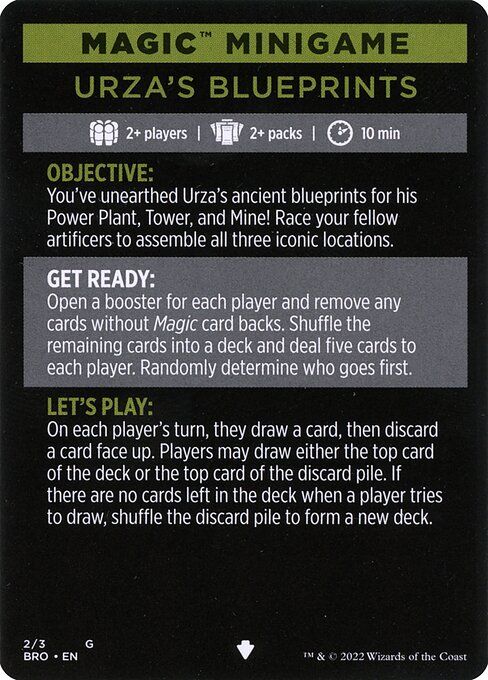 MAGIC™ MINIGAME
URZA'S BLUEPRINTS
2+ players | 2+ packs | 10 min
OBJECTIVE:
You've unearthed Urza's ancient blueprints for his
Power Plant, Tower, and Mine! Race your fellow
artificers to assemble all three iconic locations.
GET READY:
Open a booster for each player and remove any
cards without Magic card backs. Shuffle the
remaining cards into a deck and deal five cards to
each player. Randomly determine who goes first.
LET'S PLAY:
On each player's turn, they draw a card, then discard
a card face up. Players may draw either the top card
of the deck or the top card of the discard pile. If
there are no cards left in the deck when a player tries
to draw, shuffle the discard pile to form a new deck.
2/3 G
BRO • EN
™ & © 2022 Wizards of the Coast